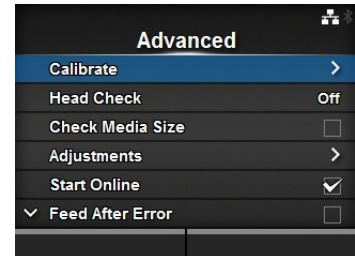 Advanced
Calibrate
Head Check Off
Check Media Size
Adjustments
Start Online
Feed After Error